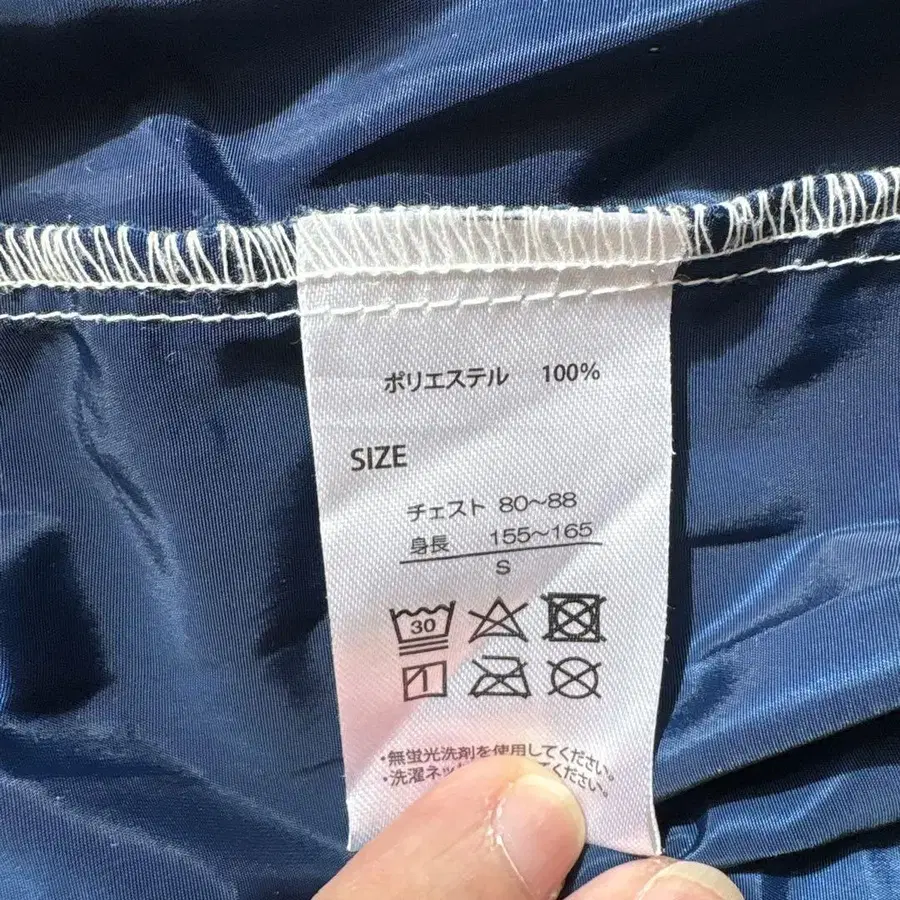 ポリエステル 100%
SIZE
チェスト 80~88
身長 155~165
S
30
・無蛍光洗剤を使用してください。
・洗濯ネッ ください。